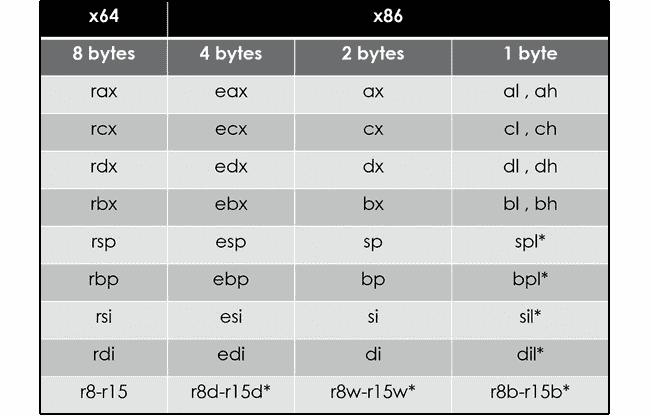 x64 x86
8 bytes 4 bytes 2 bytes 1 byte
rax eax ax al , ah
rcx ecx cx cl , ch
rdx edx dx dl , dh
rbx ebx bx bl , bh
rsp esp sp spl*
rbp ebp bp bpl*
rsi esi si sil*
rdi edi di dil*
r8-r15 r8d-r15d* r8w-r15w* r8b-r15b*